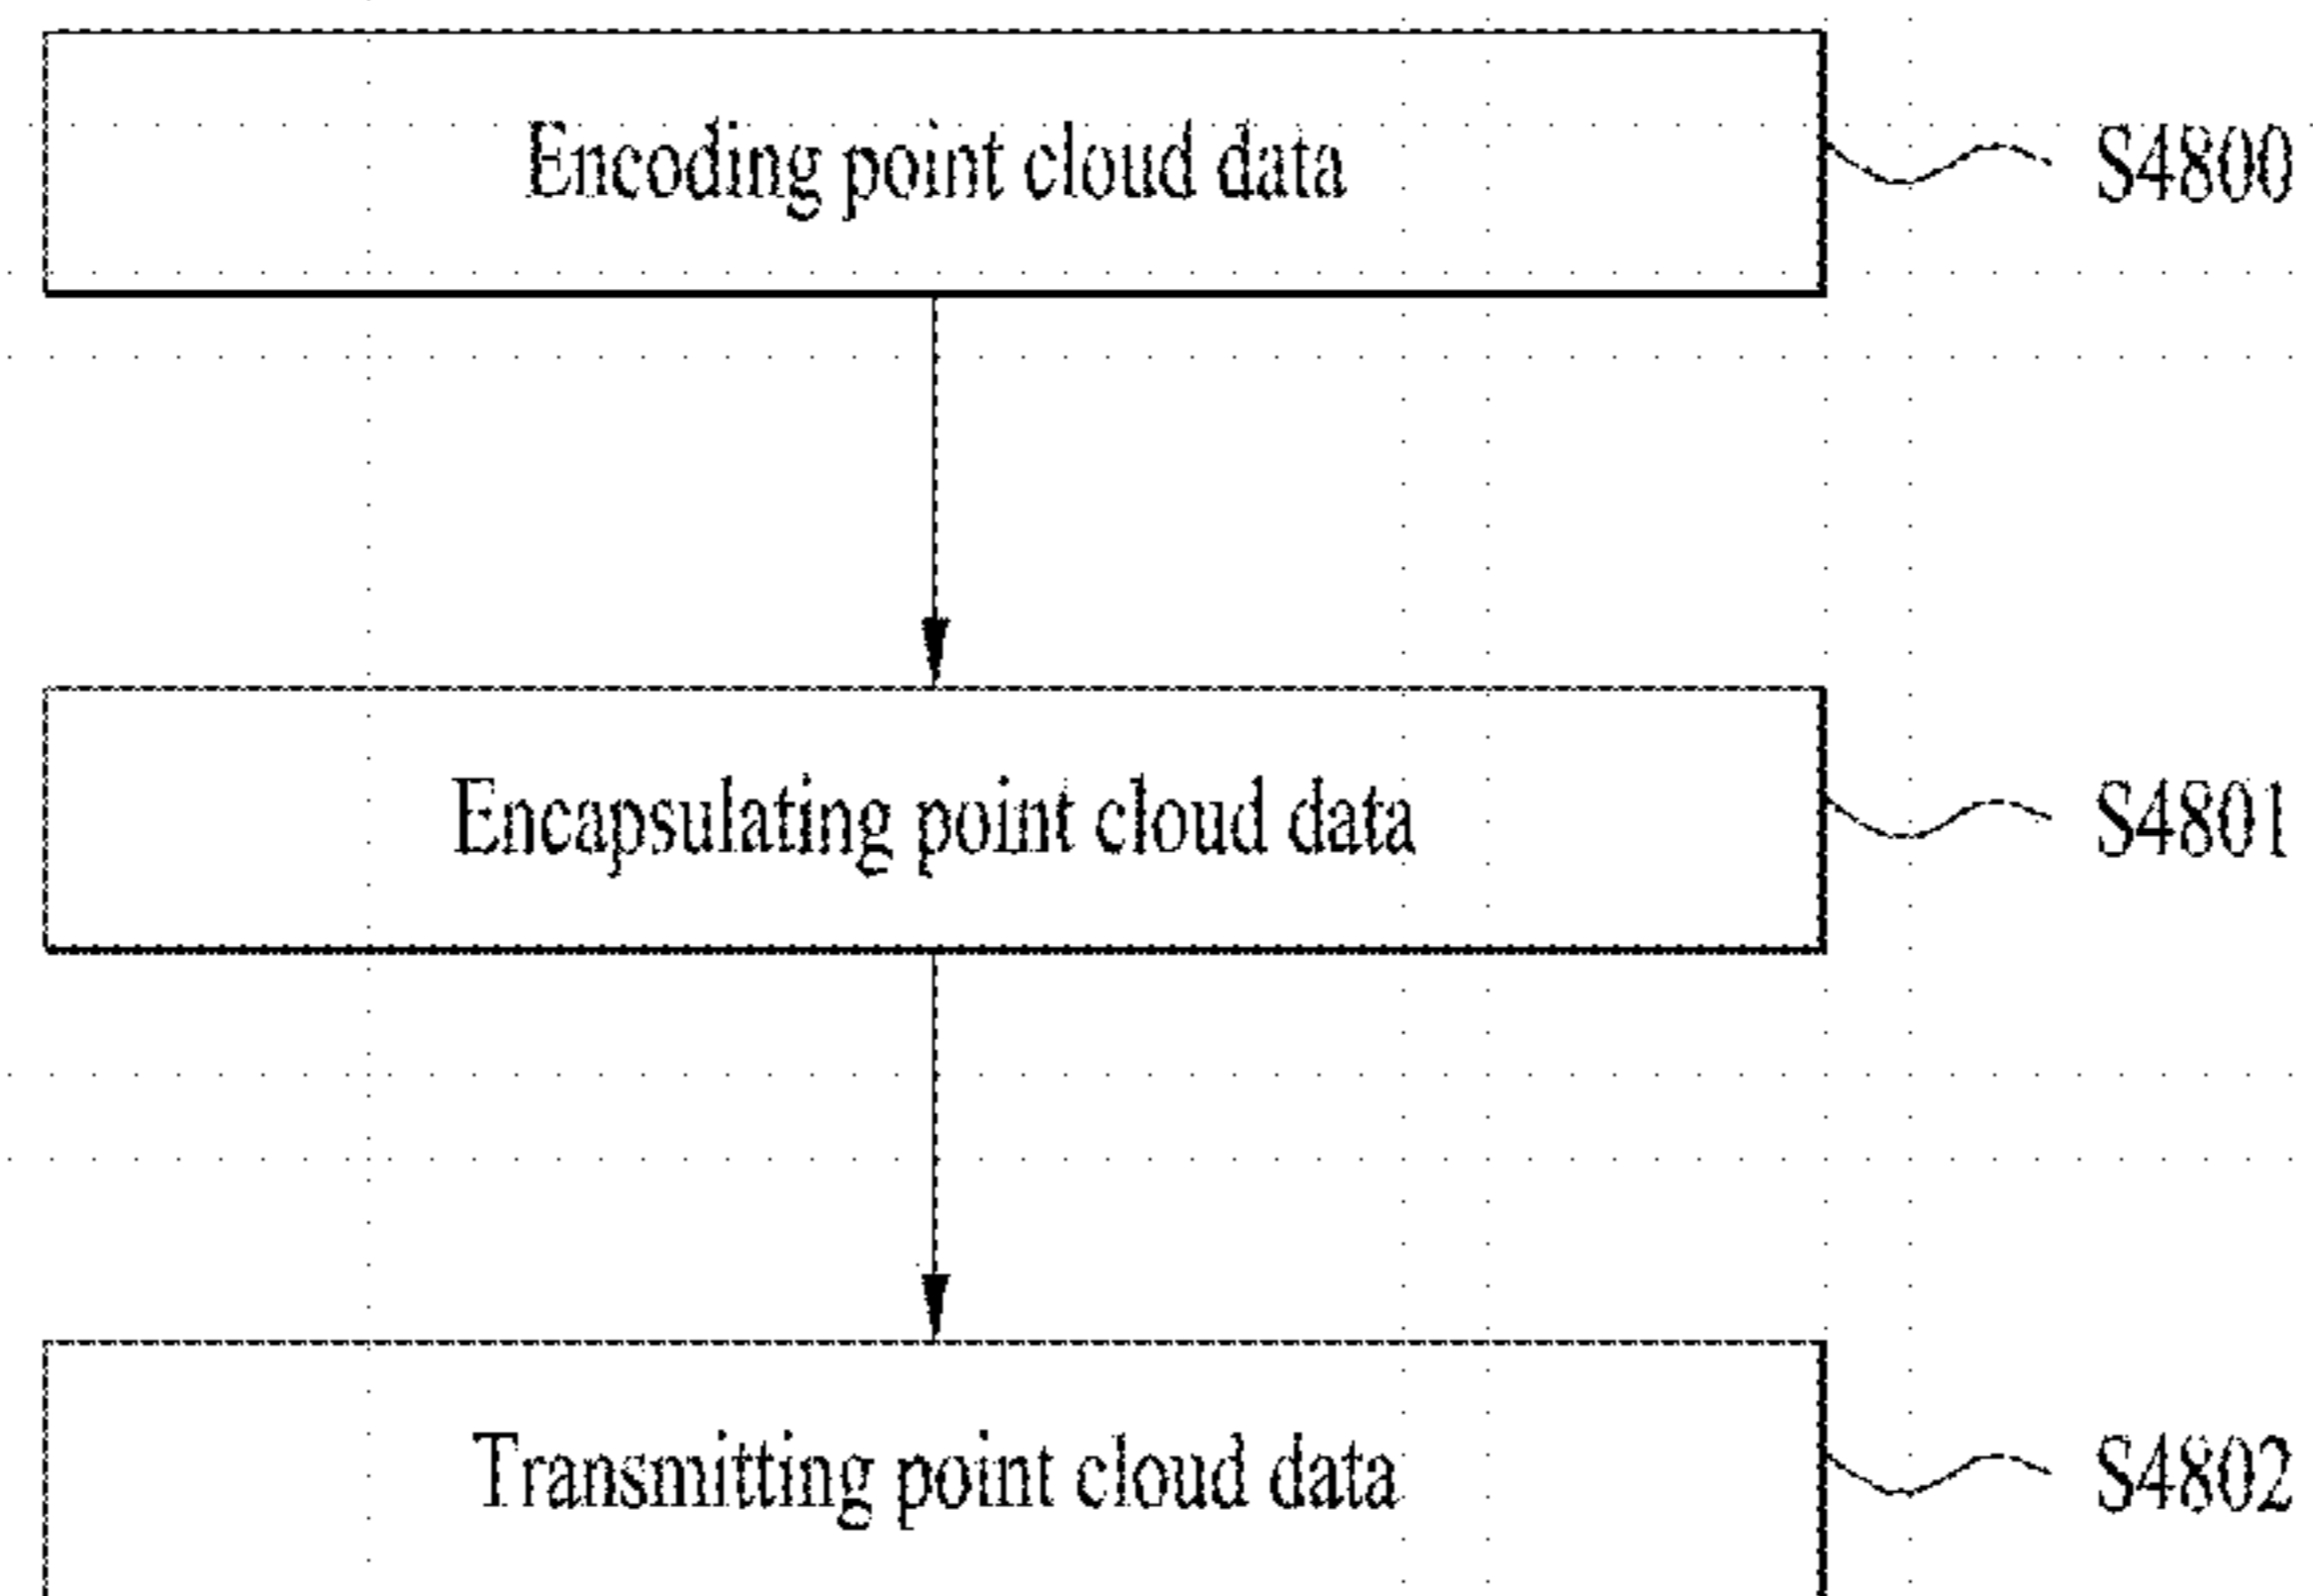 Encoding point cloud data S4800
Encapsulating point cloud data S4801
Transmitting point cloud data S4802